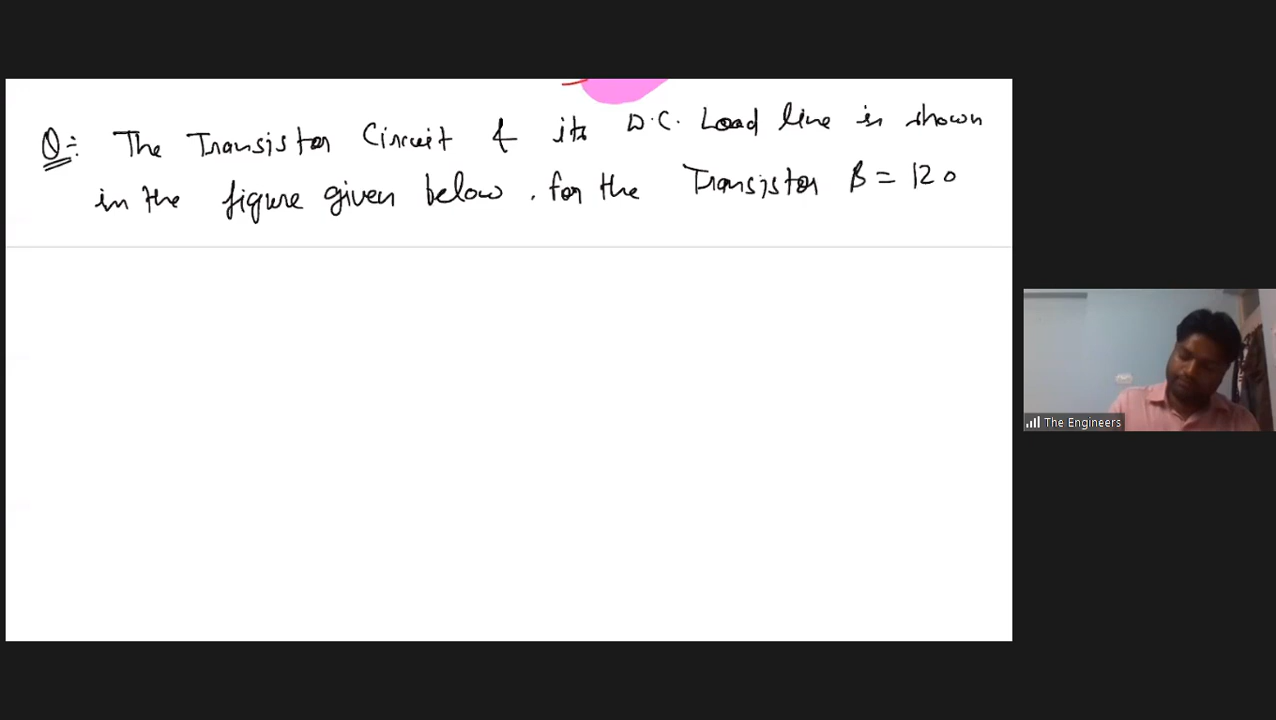 Q:- The Transistor Circuit & its D.C. Load line is shown
in the figure given below. for the Transistor β = 120
The Engineers